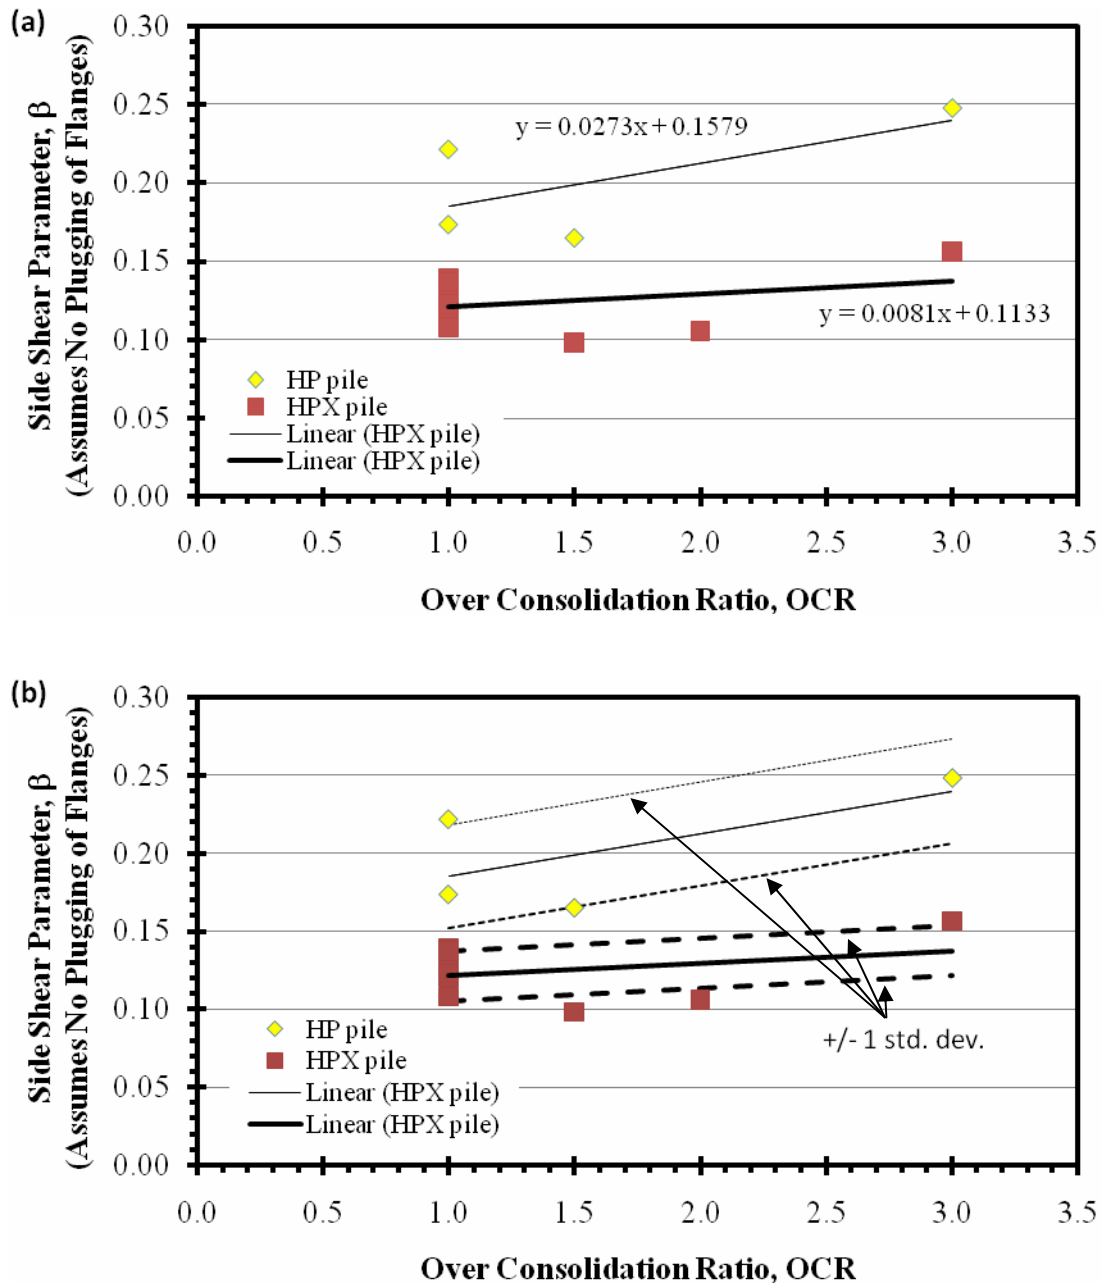 (a)
0.30
0.25
0.20
0.15
0.10
0.05
0.00
Side Shear Parameter, β
(Assumes No Plugging of Flanges)
y = 0.0273x + 0.1579
y = 0.0081x + 0.1133
HP pile
HPX pile
Linear (HPX pile)
Linear (HPX pile)
0.0 0.5 1.0 1.5 2.0 2.5 3.0 3.5
Over Consolidation Ratio, OCR
(b)
0.30
0.25
0.20
0.15
0.10
0.05
0.00
Side Shear Parameter, β
(Assumes No Plugging of Flanges)
+/- 1 std. dev.
HP pile
HPX pile
Linear (HPX pile)
Linear (HPX pile)
0.0 0.5 1.0 1.5 2.0 2.5 3.0 3.5
Over Consolidation Ratio, OCR